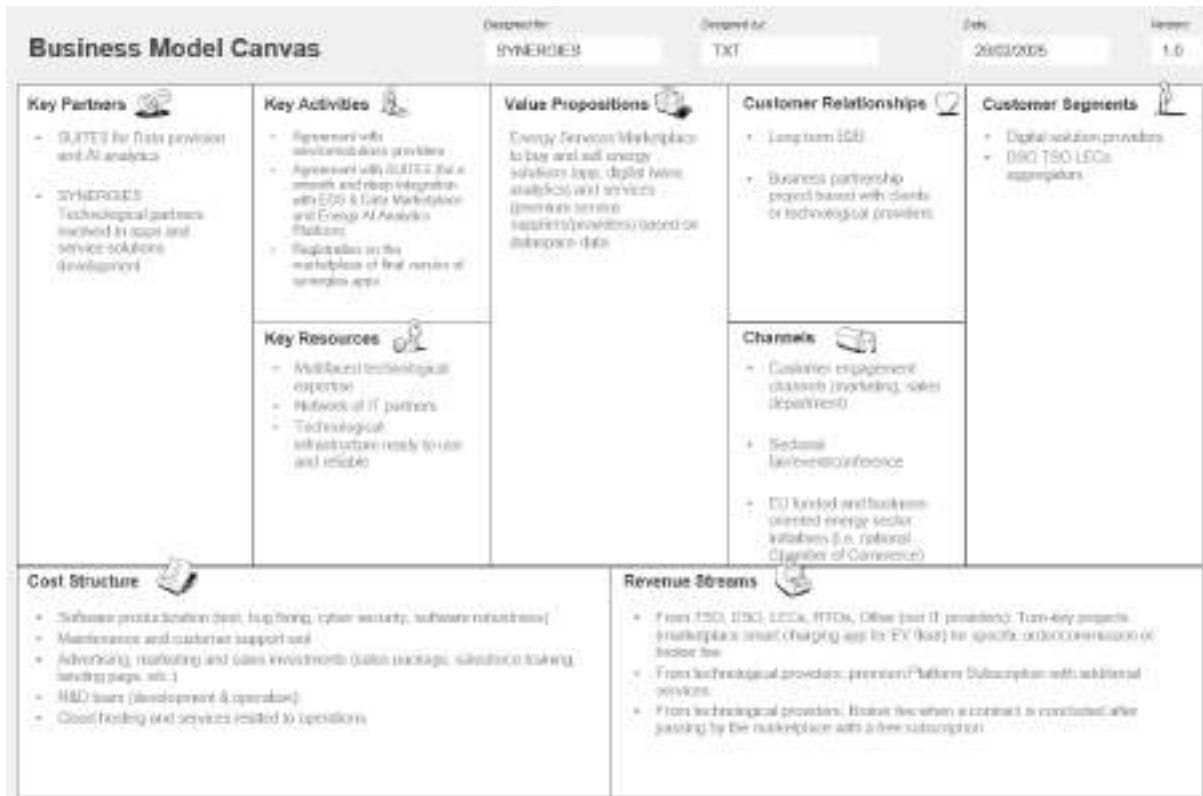 Designed for:
Designed by:
Date:
Version:
Business Model Canvas
SYNERGIES
TXT
1.0
Key Partners
SUITE5 for Data provision
and AI analytics
SYNERGIES
Technological partners
involved in apps and
service solutions
development
Key Activities
Agreement with
providers
Agreement with SUITE5 (for a
smooth and deep integration
with EDS & Data Marketplace
and Energy AI Analytics
Platform)
Registration on the
marketplace of final version of
synergies apps
Key Resources
technological
expertise
Network of IT partners
Technological
infrastructure ready to use
and reliable
Value Propositions
Energy Services Marketplace
to buy and sell energy
solutions (app, digital twins,
analytics) and services
(premium service
suppliers/providers) based on
dataspace data
Customer Relationships
Long term B2B
Business partnership
project based with clients
or technological providers
Channels
Customer engagement
channels (marketing, sales
department)
Sectorial
fair/event/conference
EU funded and business-
oriented energy sector
initiatives (i.e. national
Chamber of Commerce)
Customer Segments
Digital solution providers
DSO TSO LECs
aggregators
Cost Structure
Software productization (test, bug fixing, cyber security, software robustness)
Maintenance and customer support
Advertising, marketing and sales investments (sales package, salesforce training,
landing page, etc.)
R&D team (development & operation)
Cloud hosting and services related to operations
Revenue Streams
From TSO, DSO, LECs, RTOs, Other (not IT providers): Turn-key projects
(marketplace smart charging app for EV fleet) for specific order/commission or
broker fee
From technological providers: premium Platform Subscription with additional
services
From technological providers: Broker fee when a contract is concluded after
passing by the marketplace with a free subscription